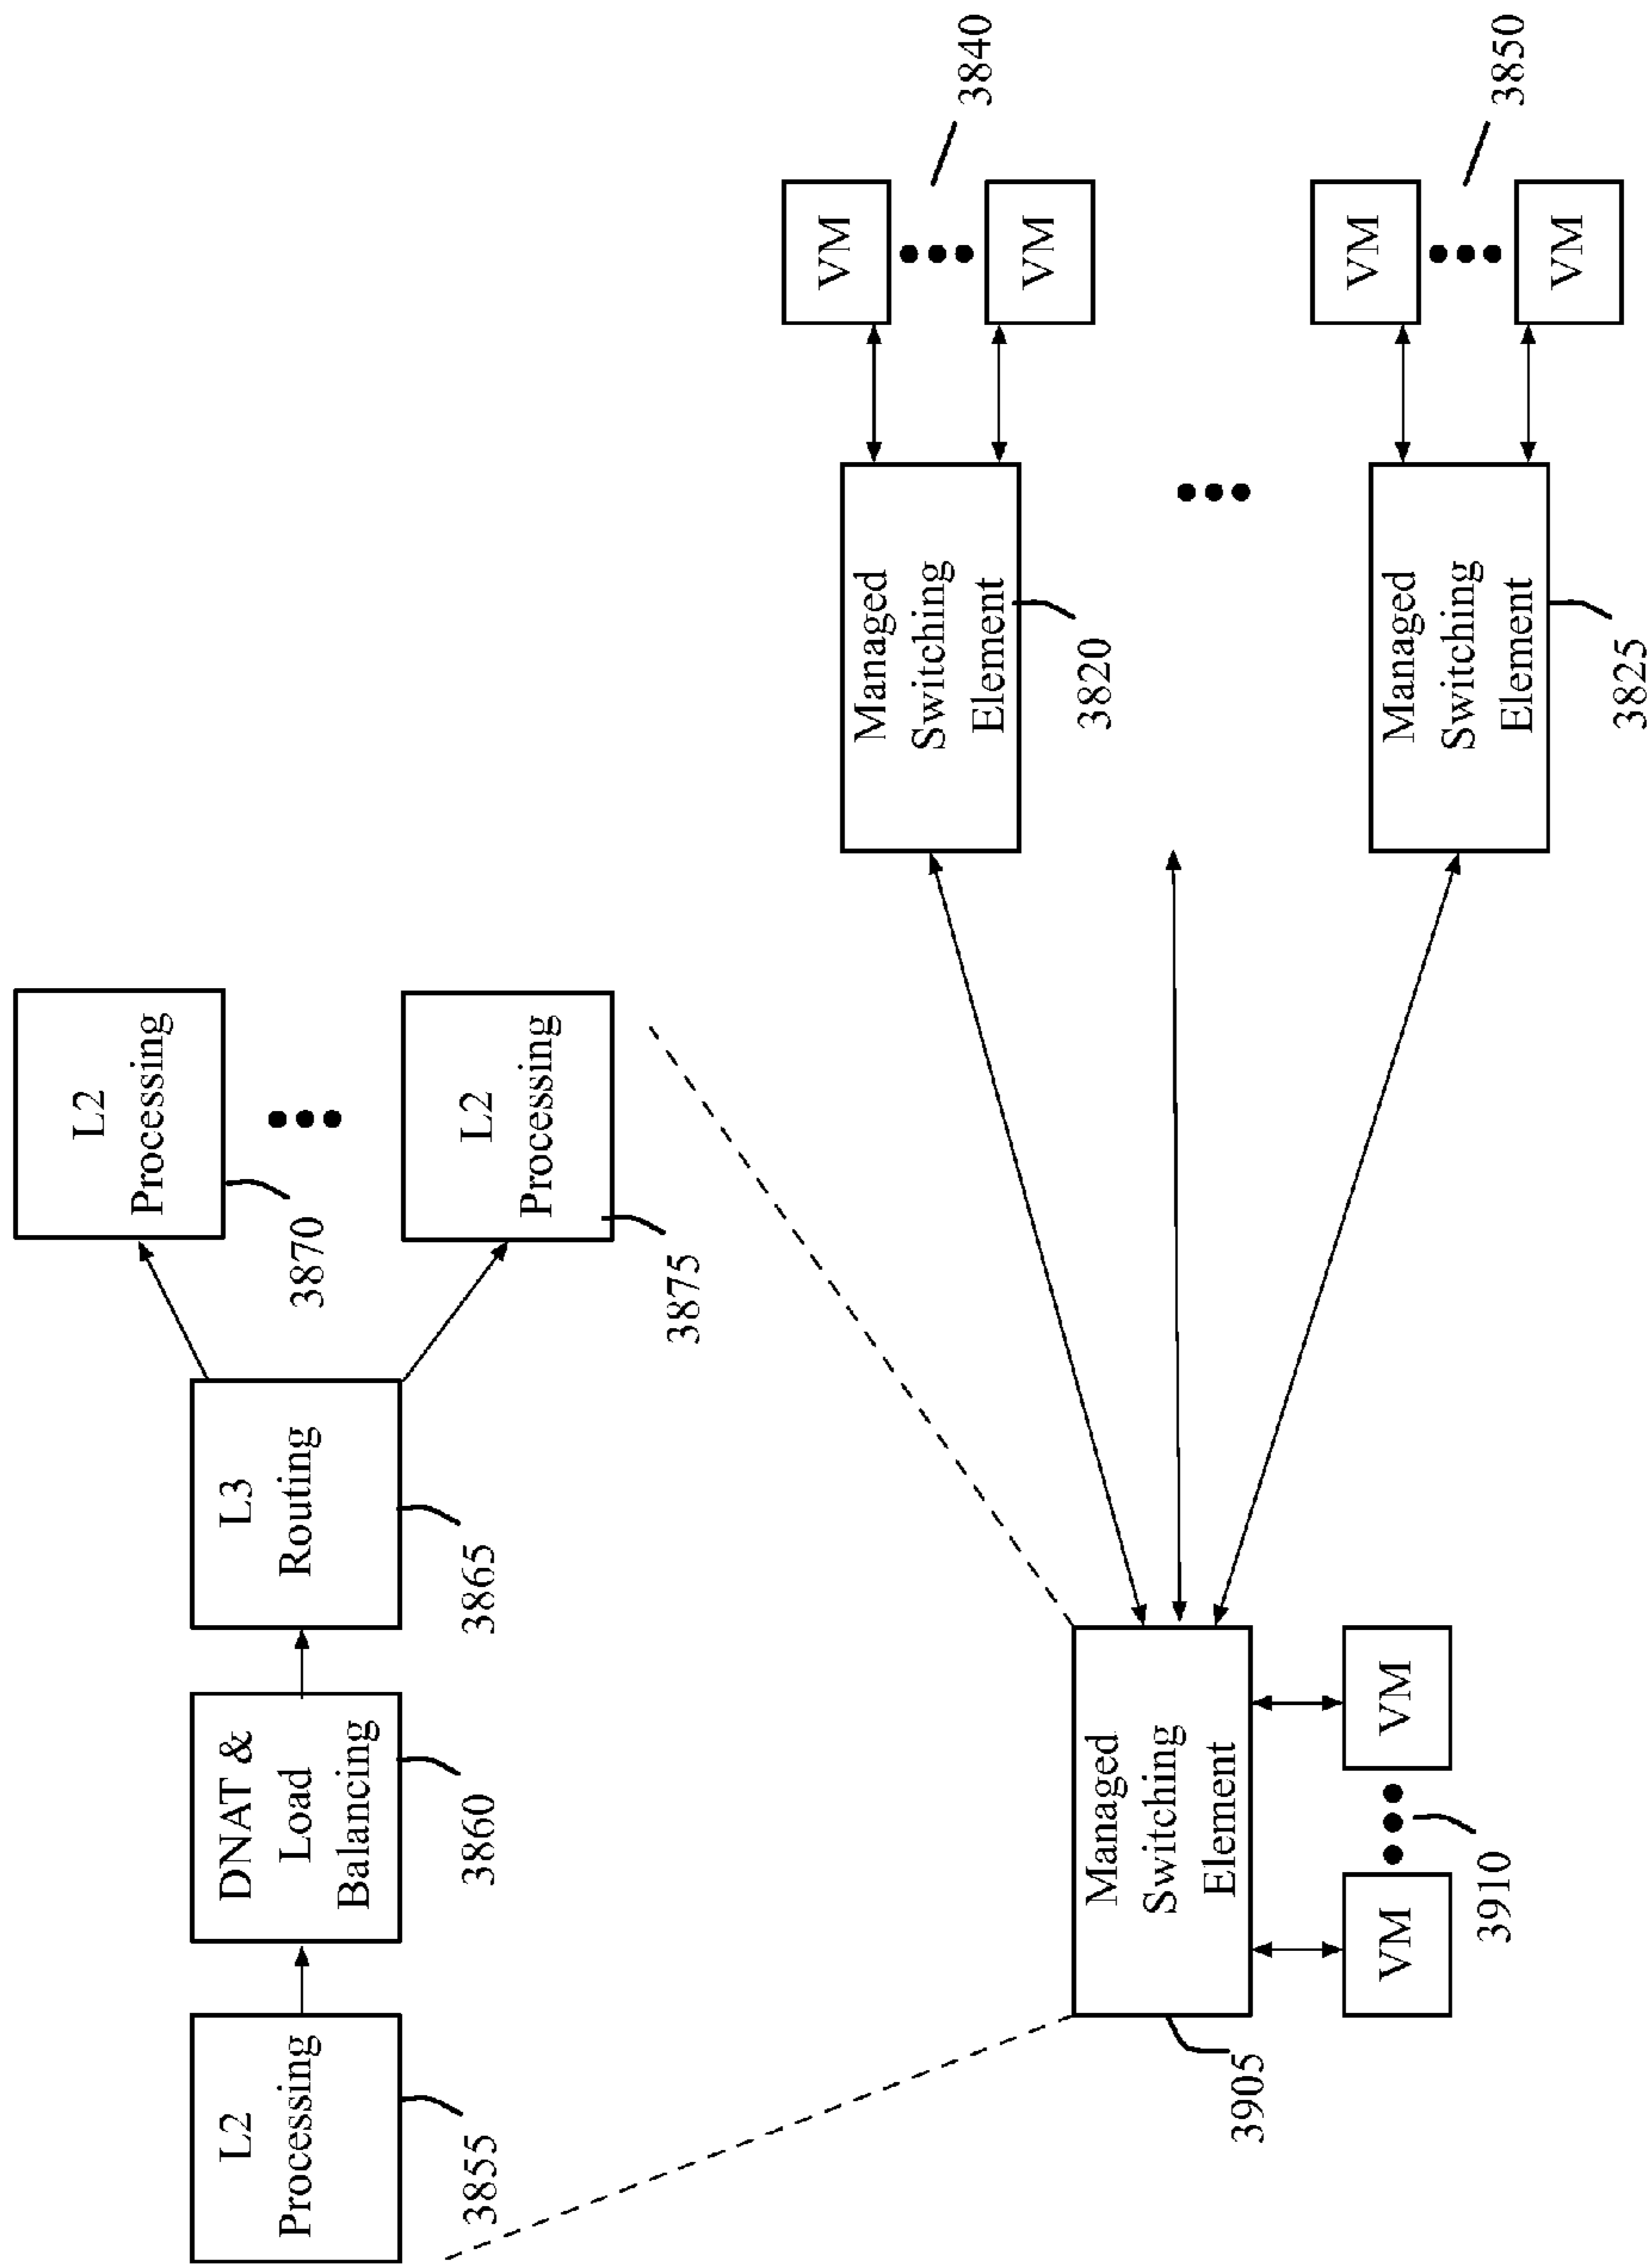 L2
Processing
3855
DNAT &
Load
Balancing
3860
L3
Routing
3865
L2
Processing
3870
L2
Processing
3875
Managed
Switching
Element
3905
VM
VM
3910
Managed
Switching
Element
3820
VM
VM
3840
Managed
Switching
Element
3825
VM
VM
3850